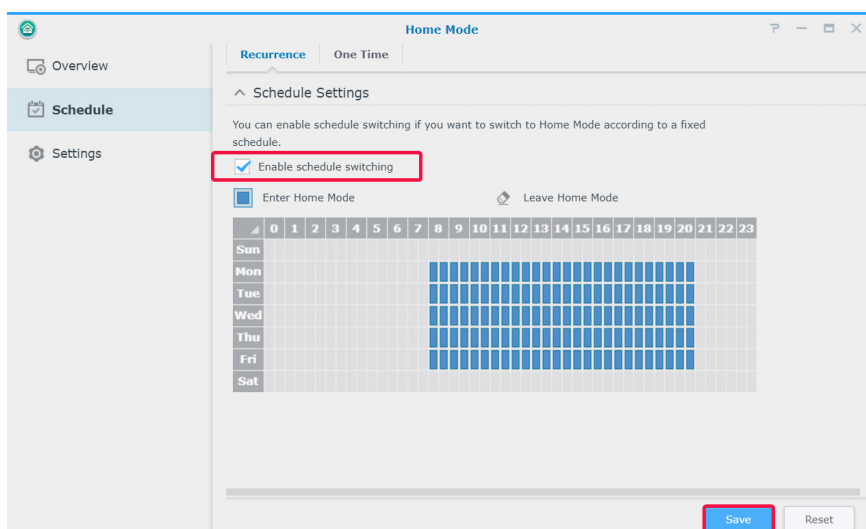 Home Mode
Overview
Schedule
Settings
Recurrence One Time
Schedule Settings
You can enable schedule switching if you want to switch to Home Mode according to a fixed
schedule.
Enable schedule switching
Enter Home Mode Leave Home Mode
0 1 2 3 4 5 6 7 8 9 10 11 12 13 14 15 16 17 18 19 20 21 22 23
Sun
Mon
Tue
Wed
Thu
Fri
Sat
Save Reset